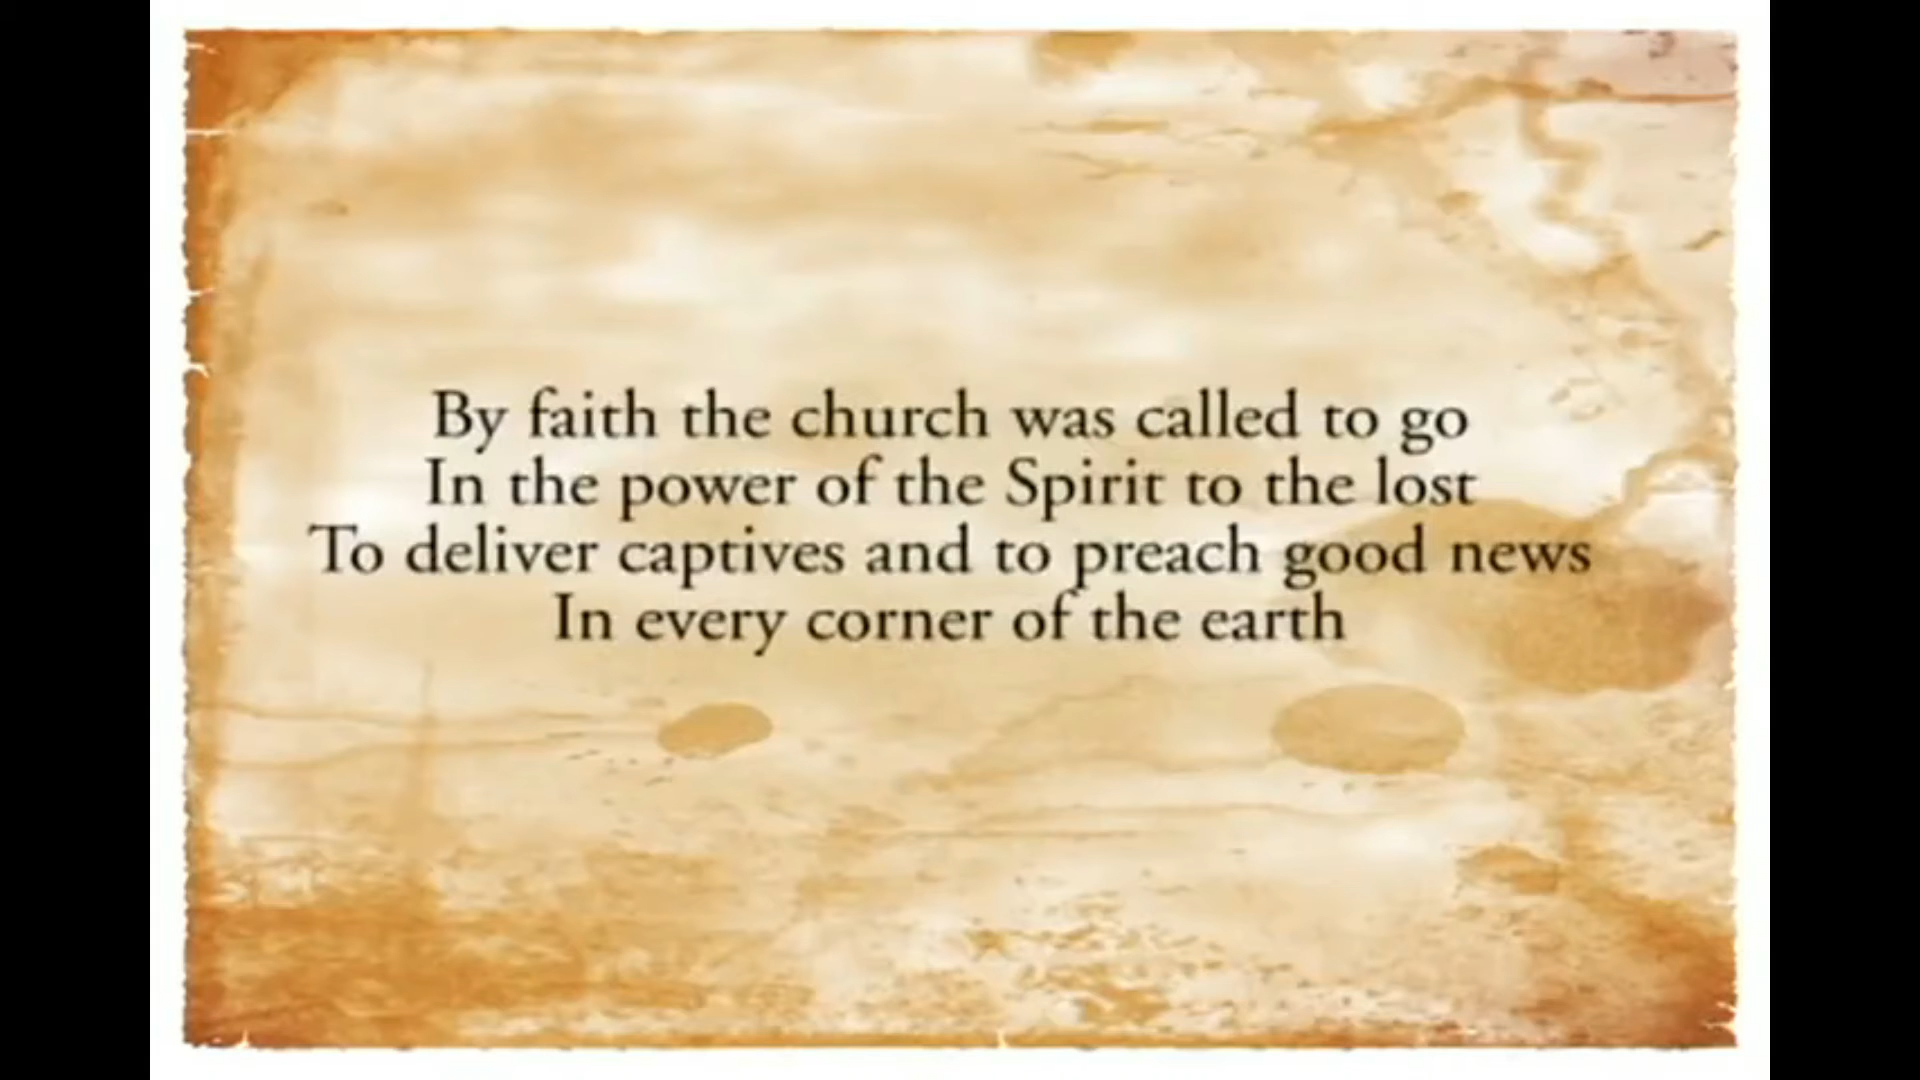 By faith the church was called to go
In the power of the Spirit to the lost
To deliver captives and to preach good news
In every corner of the earth